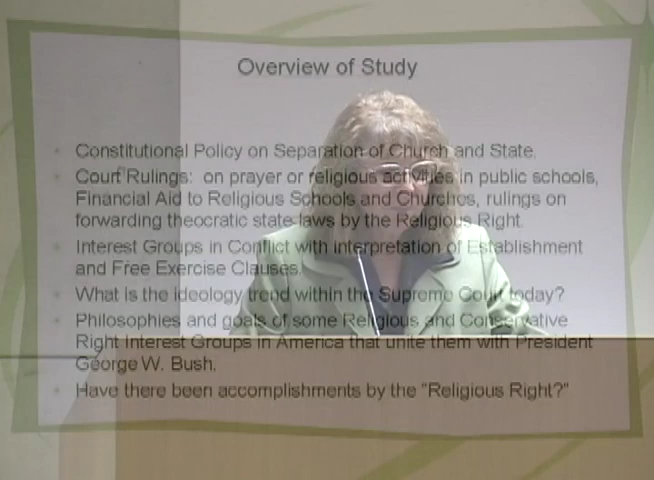 Overview of Study
Constitutional Policy on Separation of Church and State.
Court Rulings: on prayer or religious activities in public schools,
Financial Aid to Religious Schools and Churches, rulings on
forwarding theocratic state laws by the Religious Right.
Interest Groups in Conflict with interpretation of Establishment
and Free Exercise Clauses.
What is the ideology trend within the Supreme Court today?
Philosophies and goals of some Religious and Conservative
Right Interest Groups in America that unite them with President
George W. Bush.
Have there been accomplishments by the "Religious Right?"